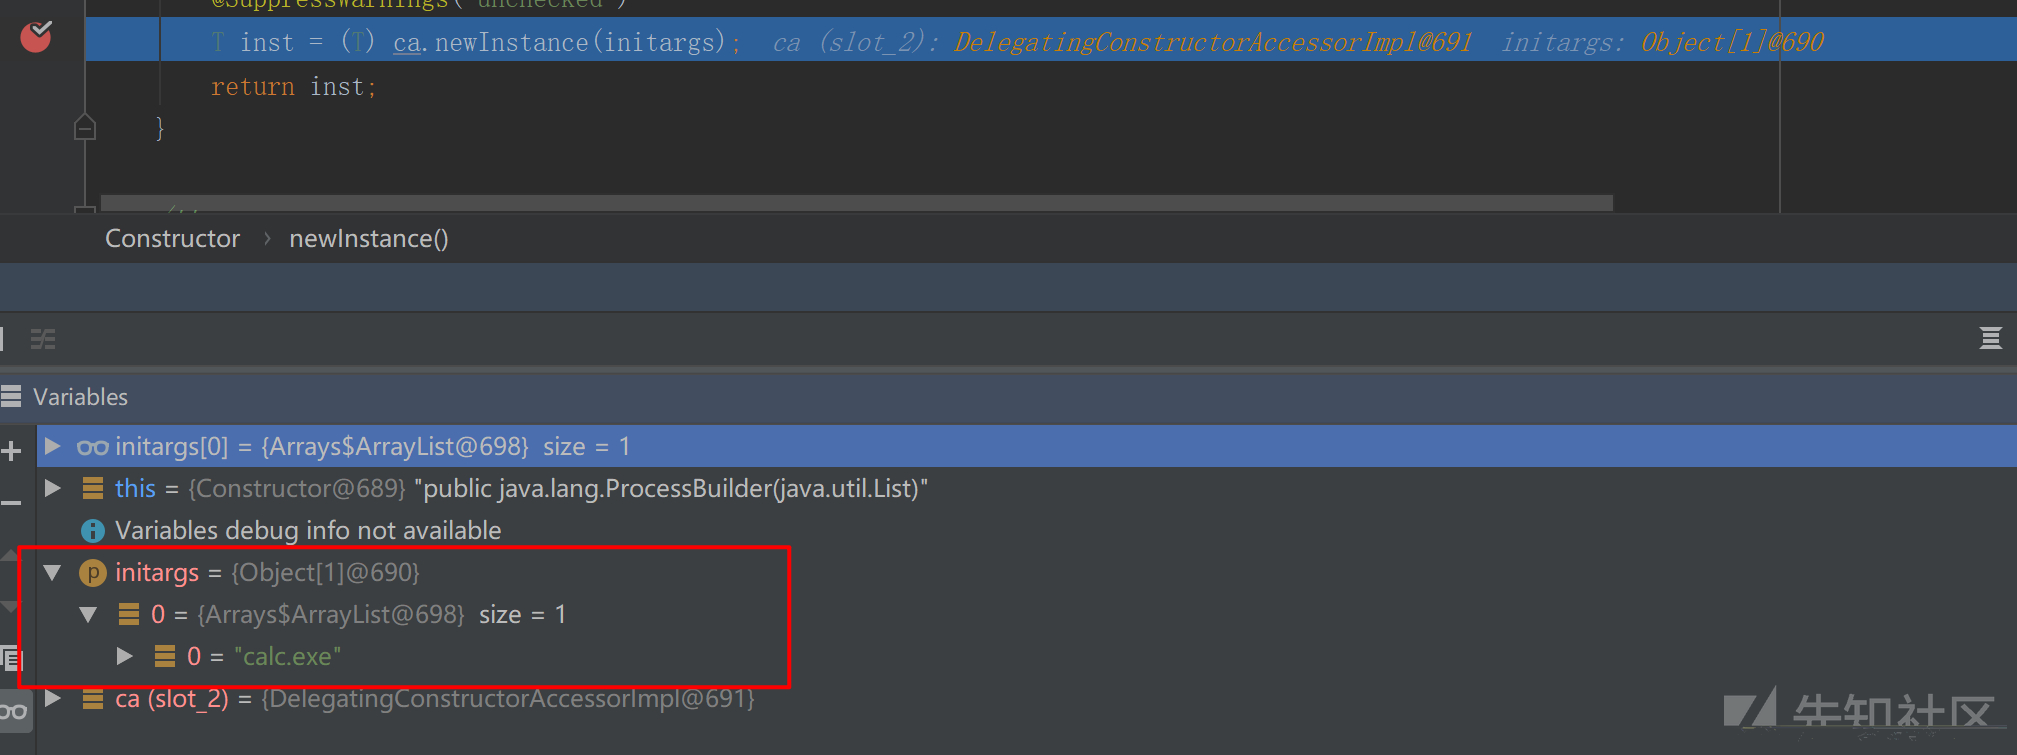 @SuppressWarnings("unchecked")
T inst = (T) ca.newInstance(initargs); ca (slot_2): DelegatingConstructorAccessorImpl@691 initargs: Object[1]@690
return inst;
}
/**
Constructor › newInstance()
Variables
initargs[0] = {Arrays$ArrayList@698} size = 1
this = {Constructor@689} "public java.lang.ProcessBuilder(java.util.List)"
Variables debug info not available
initargs = {Object[1]@690}
0 = {Arrays$ArrayList@698} size = 1
0 = "calc.exe"
ca (slot_2) = {DelegatingConstructorAccessorImpl@691}
先知社区